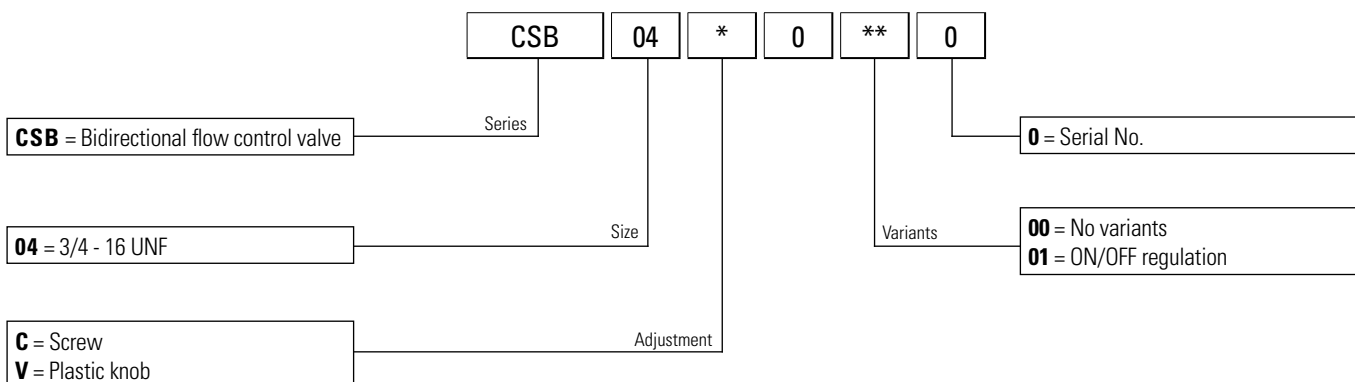 CSB 04 * 0 ** 0
Series
CSB = Bidirectional flow control valve
0 = Serial No.
Size
04 = 3/4 - 16 UNF
Variants
00 = No variants
01 = ON/OFF regulation
Adjustment
C = Screw
V = Plastic knob